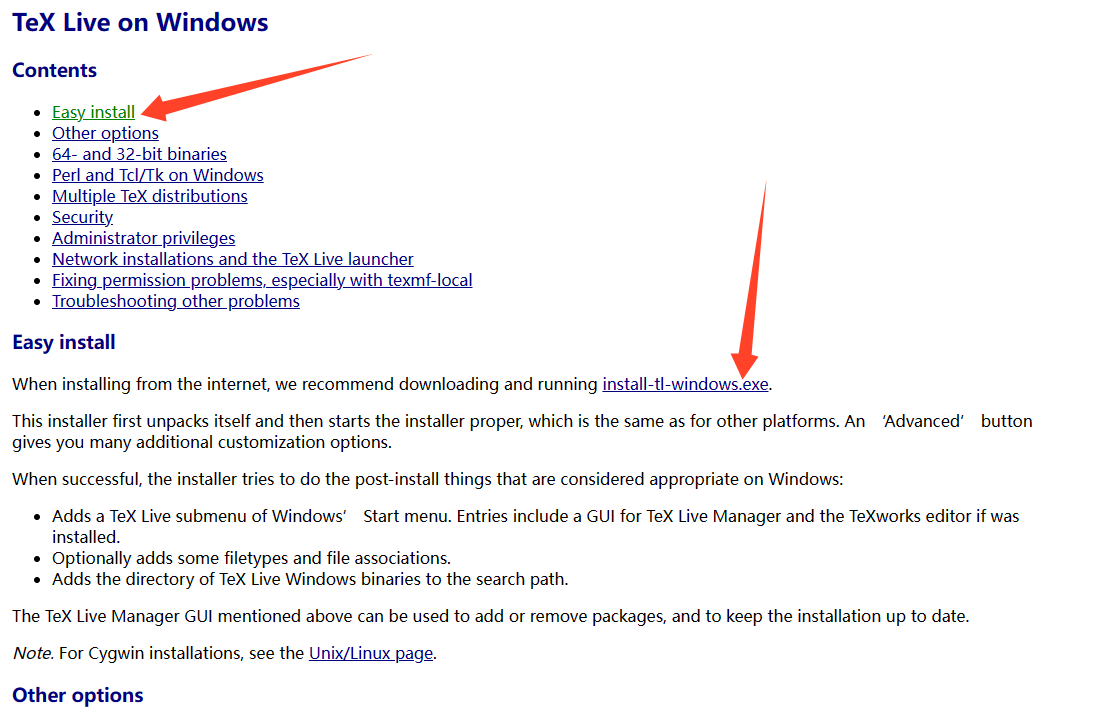 TeX Live on Windows
Contents
Easy install
Other options
64- and 32-bit binaries
Perl and Tcl/Tk on Windows
Multiple TeX distributions
Security
Administrator privileges
Network installations and the TeX Live launcher
Fixing permission problems, especially with texmf-local
Troubleshooting other problems
Easy install
When installing from the internet, we recommend downloading and running install-tl-windows.exe.
This installer first unpacks itself and then starts the installer proper, which is the same as for other platforms. An ‘Advanced’ button
gives you many additional customization options.
When successful, the installer tries to do the post-install things that are considered appropriate on Windows:
Adds a TeX Live submenu of Windows’ Start menu. Entries include a GUI for TeX Live Manager and the TeXworks editor if was
installed.
Optionally adds some filetypes and file associations.
Adds the directory of TeX Live Windows binaries to the search path.
The TeX Live Manager GUI mentioned above can be used to add or remove packages, and to keep the installation up to date.
Note. For Cygwin installations, see the Unix/Linux page.
Other options